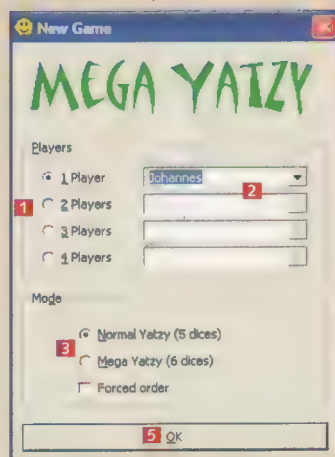 New Game
MEGA YATZY
Players
1 Player
Johannes
2
1
2 Players
3 Players
4 Players
Mode
Normal Yatzy (5 dices)
3
Mega Yatzy (6 dices)
Forced order
5 OK